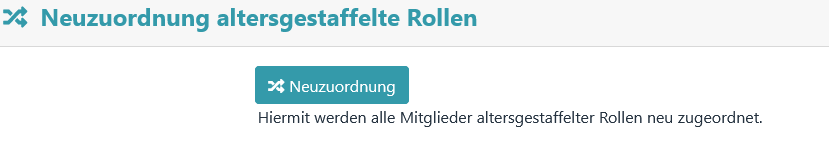 Neuzuordnung altersgestaffelte Rollen
Neuzuordnung
Hiermit werden alle Mitglieder altersgestaffelter Rollen neu zugeordnet.